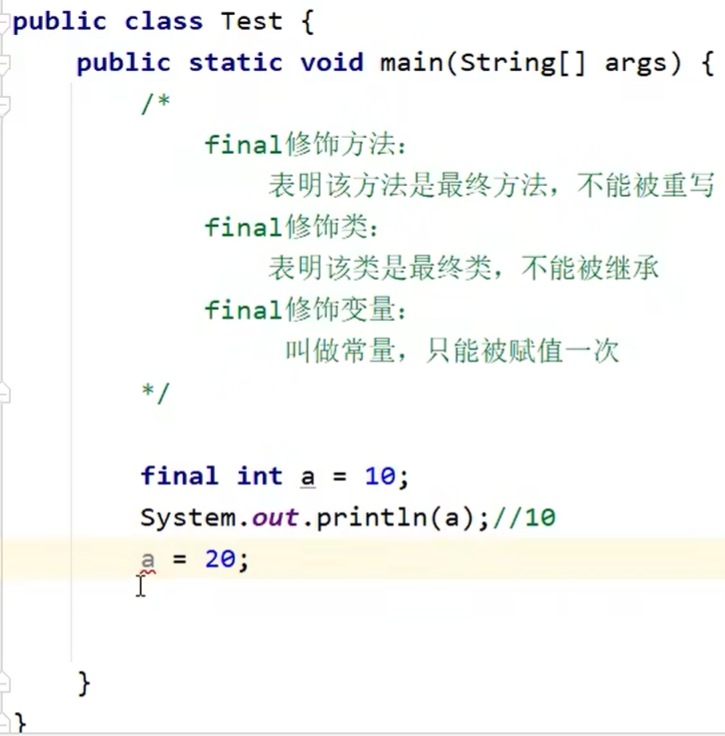 public class Test {
public static void main(String[] args) {
/*
final修饰方法:
表明该方法是最终方法，不能被重写
final修饰类:
表明该类是最终类，不能被继承
final修饰变量:
叫做常量，只能被赋值一次
*/
final int a = 10;
System.out.println(a);//10
a = 20;
}
}